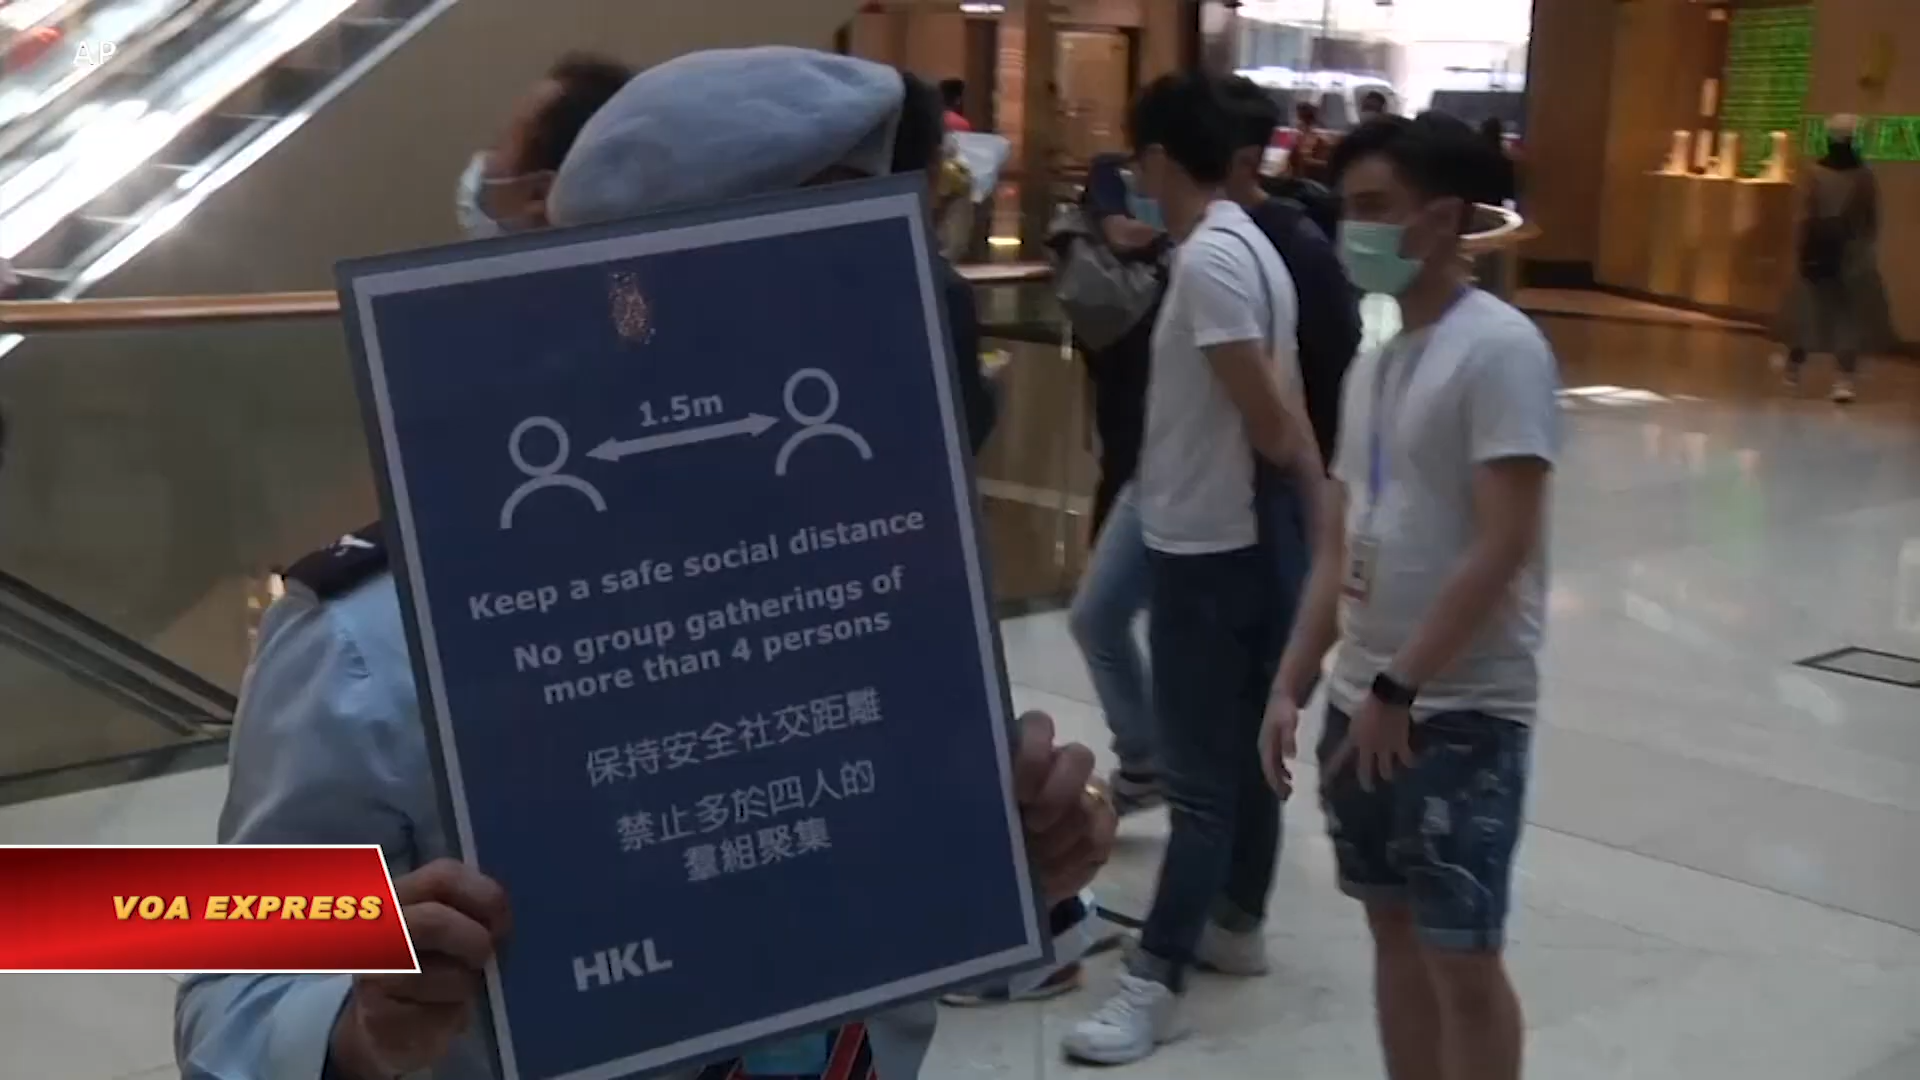 AP
1.5m
Keep a safe social distance
No group gatherings of
more than 4 persons
保持安全社交距離
禁止多於四人的
羣組聚集
HKL
VOA EXPRESS